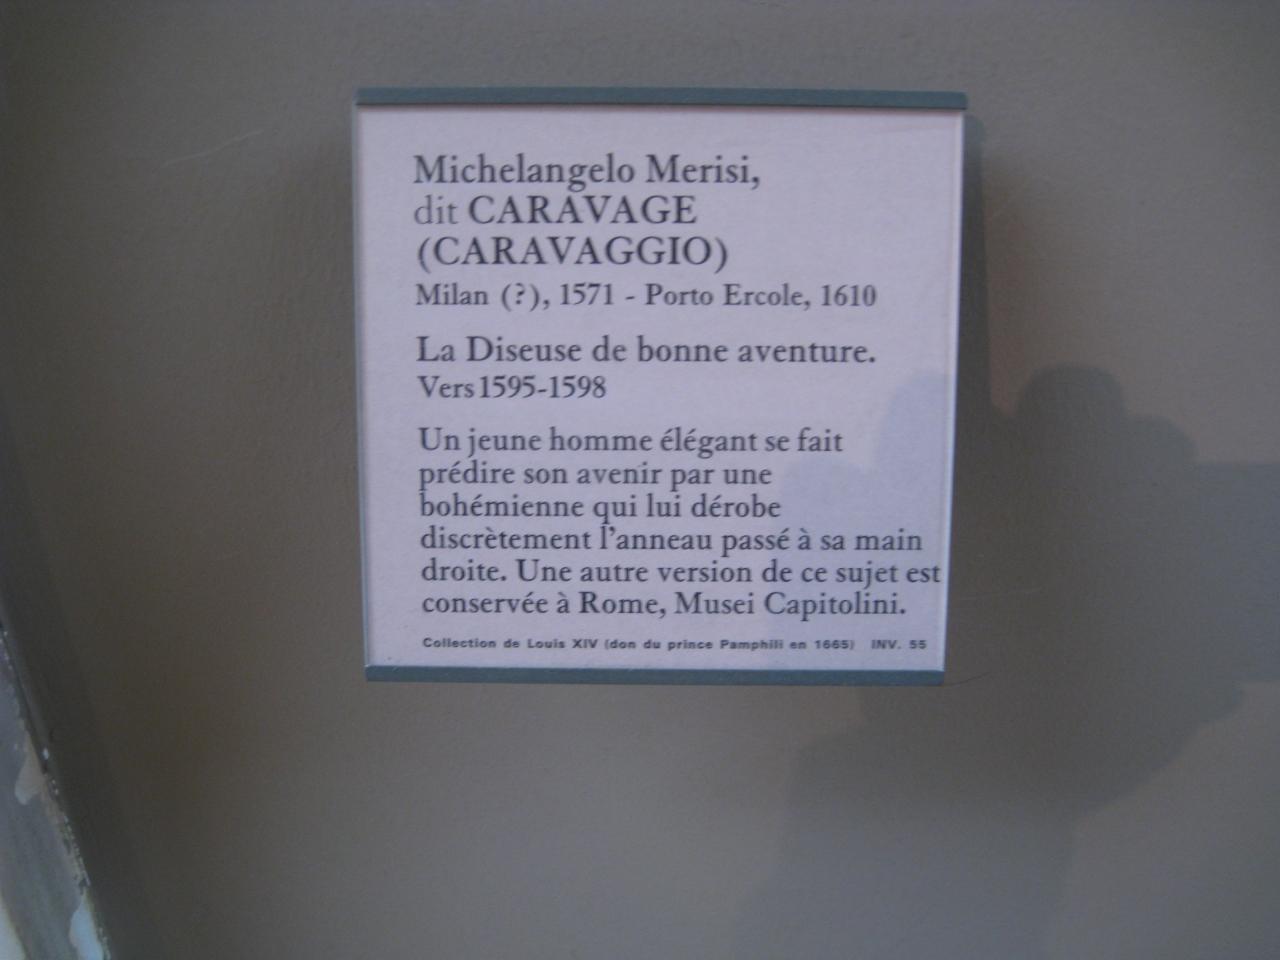 Michelangelo Merisi,
dit CARAVAGE
(CARAVAGGIO)
Milan (?), 1571 - Porto Ercole, 1610
La Diseuse de bonne aventure.
Vers 1595-1598
Un jeune homme élégant se fait
prédire son avenir par une
bohémienne qui lui dérobe
discrètement l'anneau passé à sa main
droite. Une autre version de ce sujet est
conservée à Rome, Musei Capitolini.
Collection de Louis XIV (don du prince Pamphili en 1665) INV. 55